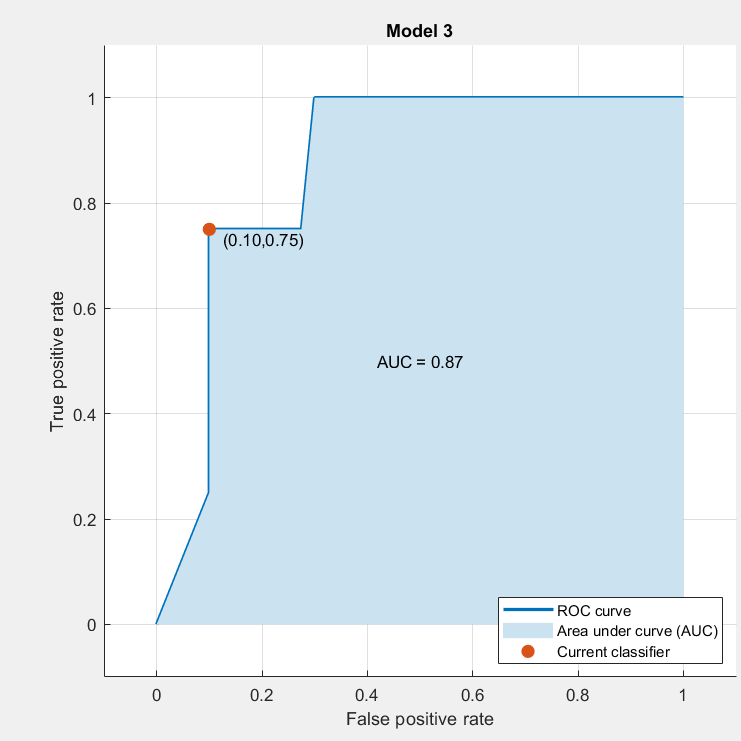 Model 3
1
0.8
0.6
0.4
0.2
0
True positive rate
(0.10,0.75)
AUC = 0.87
ROC curve
Area under curve (AUC)
Current classifier
0 0.2 0.4 0.6 0.8 1
False positive rate